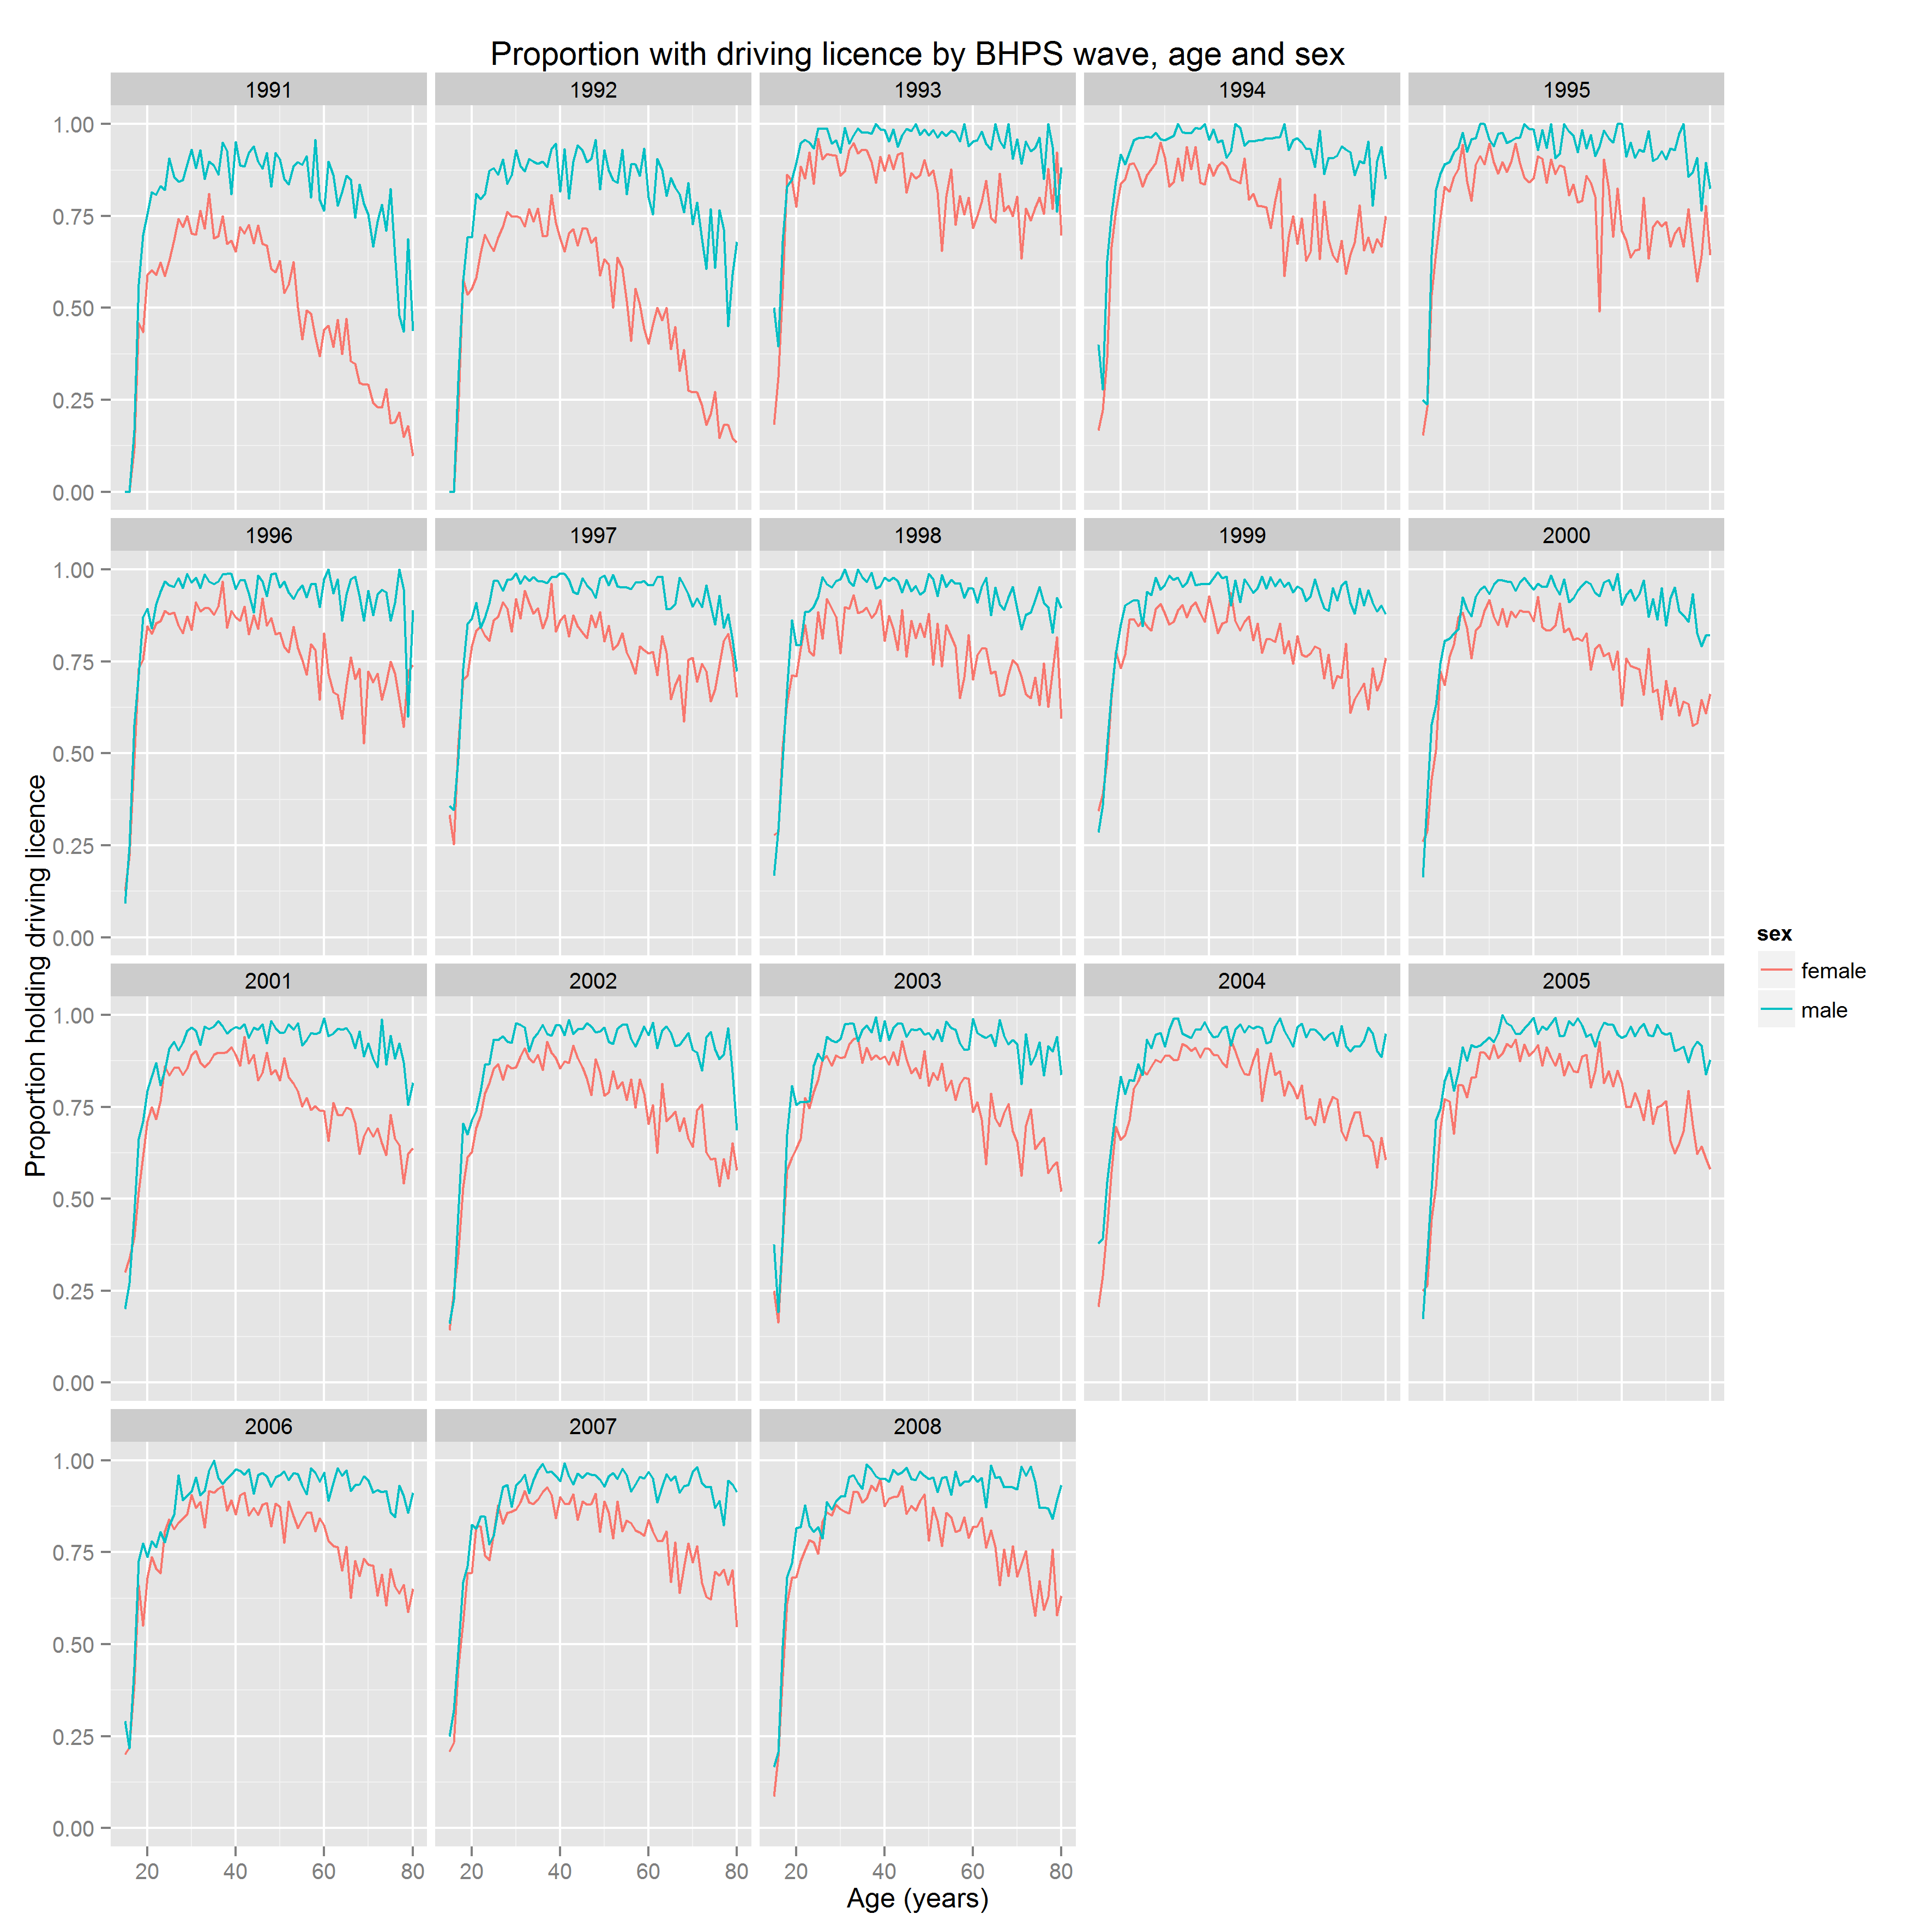 Proportion with driving licence by BHPS wave, age and sex
1991 1992 1993 1994 1995
1.00
0.75
0.50
0.25
0.00
1996 1997 1998 1999 2000
1.00
0.75
0.50
0.25
0.00
2001 2002 2003 2004 2005
1.00
0.75
0.50
0.25
0.00
2006 2007 2008
1.00
0.75
0.50
0.25
0.00
20 40 60 80 20 40 60 80 20 40 60 80
Age (years)
Proportion holding driving licence
sex
female
male